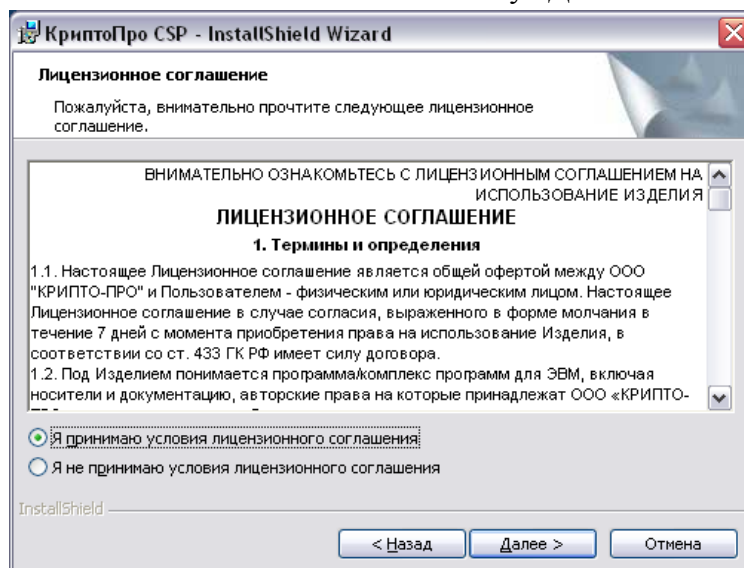 КриптоПро CSP - InstallShield Wizard
Лицензионное соглашение
Пожалуйста, внимательно прочтите следующее лицензионное
соглашение.
ВНИМАТЕЛЬНО ОЗНАКОМЬТЕСЬ С ЛИЦЕНЗИОННЫМ СОГЛАШЕНИЕМ НА
ИСПОЛЬЗОВАНИЕ ИЗДЕЛИЯ
ЛИЦЕНЗИОННОЕ СОГЛАШЕНИЕ
1. Термины и определения
1.1. Настоящее Лицензионное соглашение является общей офертой между ООО
"КРИПТО-ПРО" и Пользователем - физическим или юридическим лицом. Настоящее
Лицензионное соглашение в случае согласия, выраженного в форме молчания в
течение 7 дней с момента приобретения права на использование Изделия, в
соответствии со ст. 433 ГК РФ имеет силу договора.
1.2. Под Изделием понимается программа/комплекс программ для ЭВМ, включая
носители и документацию, авторские права на которые принадлежат ООО «КРИПТО-
Я принимаю условия лицензионного соглашения
Я не принимаю условия лицензионного соглашения
InstallShield
< Назад
Далее >
Отмена